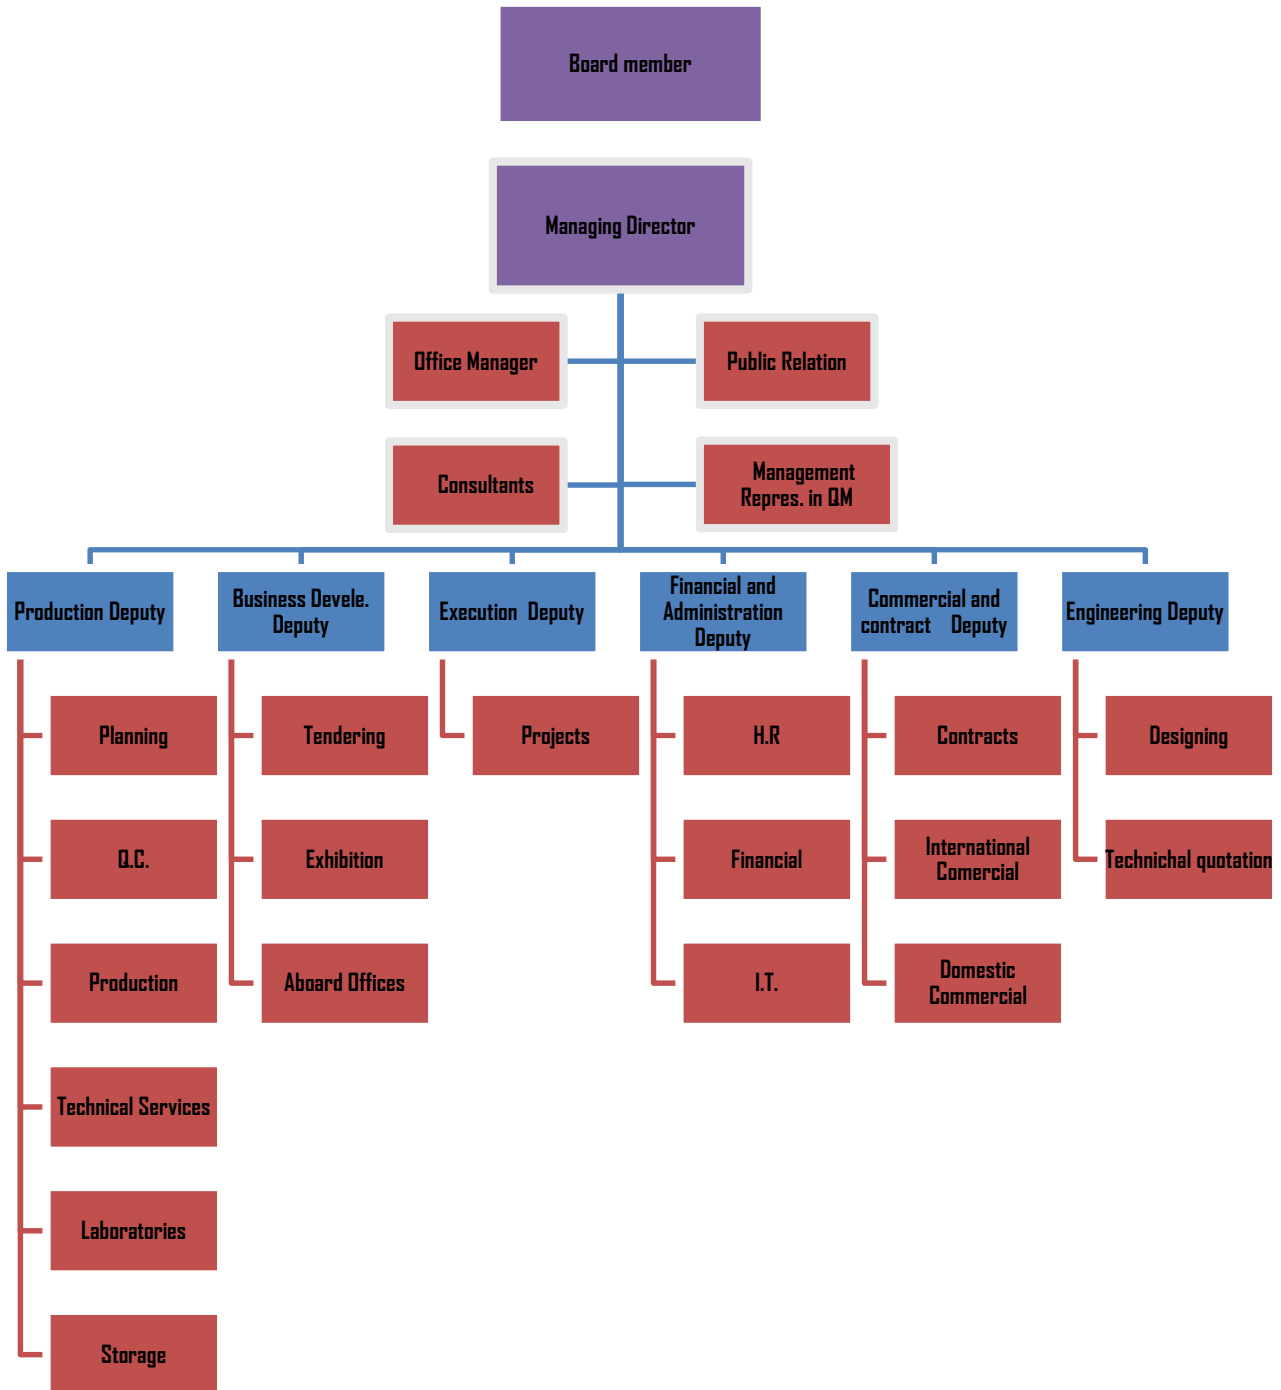 Board member
Managing Director
Office Manager
Public Relation
Consultants
Management
Repres. in QM
Production Deputy
Business Devele.
Deputy
Execution Deputy
Financial and
Administration
Deputy
Commercial and
contract Deputy
Engineering Deputy
Planning
Tendering
Projects
H.R
Contracts
Designing
Q.C.
Exhibition
Financial
International
Comercial
Technichal quotation
Production
Aboard Offices
I.T.
Domestic
Commercial
Technical Services
Laboratories
Storage